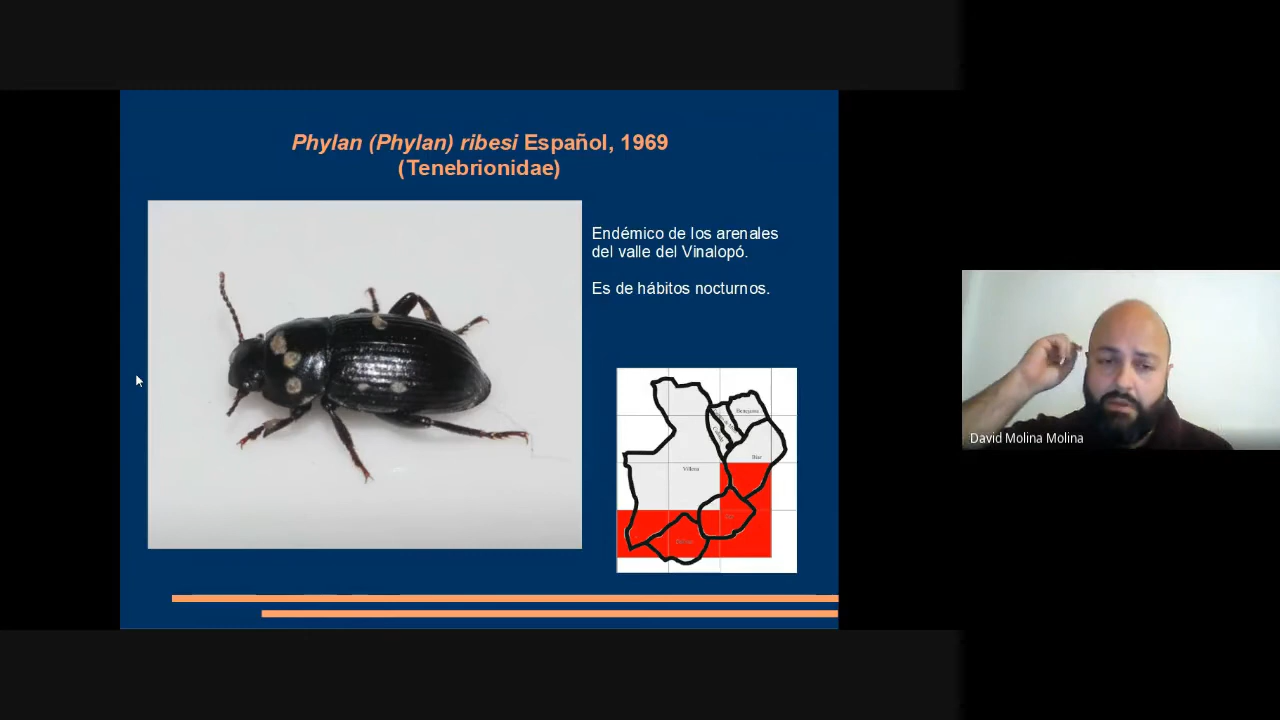 Phylan (Phylan) ribesi Español, 1969
(Tenebrionidae)
Endémico de los arenales
del valle del Vinalopó.
Es de hábitos nocturnos.
Biar
Villena
David Molina Molina